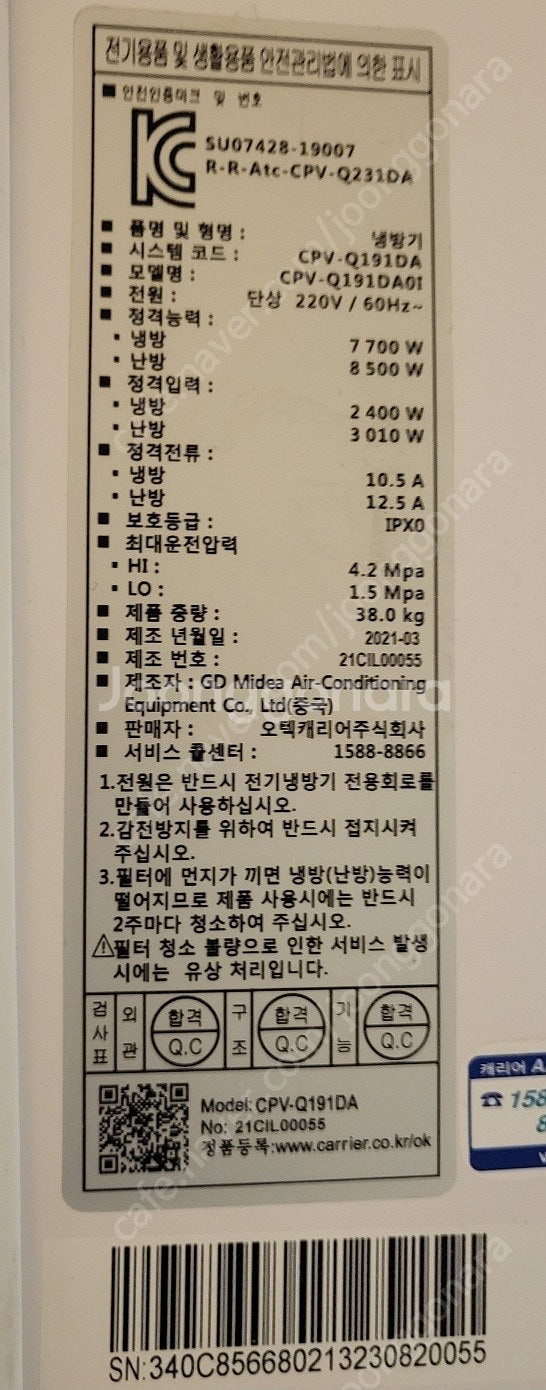 전기용품 및 생활용품 안전관리법에 의한 표시
■ 안전인증마크 및 번호
SU07428-19007
R-R-Atc-CPV-Q231DA
■ 품명 및 형명 : 냉방기
■ 시스템 코드 : CPV-Q191DA
■ 모델명 : CPV-Q191DA0I
■ 전원 : 단상 220V / 60Hz~
■ 정격능력 :
▪ 냉방 7 700 W
▪ 난방 8 500 W
■ 정격입력 :
▪ 냉방 2 400 W
▪ 난방 3 010 W
■ 정격전류 :
▪ 냉방 10.5 A
▪ 난방 12.5 A
■ 보호등급 : IPX0
■ 최대운전압력
▪ HI : 4.2 Mpa
▪ LO : 1.5 Mpa
■ 제품 중량 : 38.0 kg
■ 제조 년월일 : 2021-03
■ 제조 번호 : 21CIL00055
■ 제조자 : GD Midea Air-Conditioning
Equipment Co., Ltd(중국)
■ 판매자 : 오텍캐리어주식회사
■ 서비스 콜센터 : 1588-8866
1.전원은 반드시 전기냉방기 전용회로를
만들어 사용하십시오.
2.감전방지를 위하여 반드시 접지시켜
주십시오.
3.필터에 먼지가 끼면 냉방(난방)능력이
떨어지므로 제품 사용시에는 반드시
2주마다 청소하여 주십시오.
⚠필터 청소 불량으로 인한 서비스 발생
시에는 유상 처리입니다.
검사표 외관 합격 Q.C 구조 합격 Q.C 기능 합격 Q.C
Model: CPV-Q191DA
No: 21CIL00055
정품등록:www.carrier.co.kr/ok
캐리어
☎ 158
8
SN:340C856680213230820055
Joonggonara